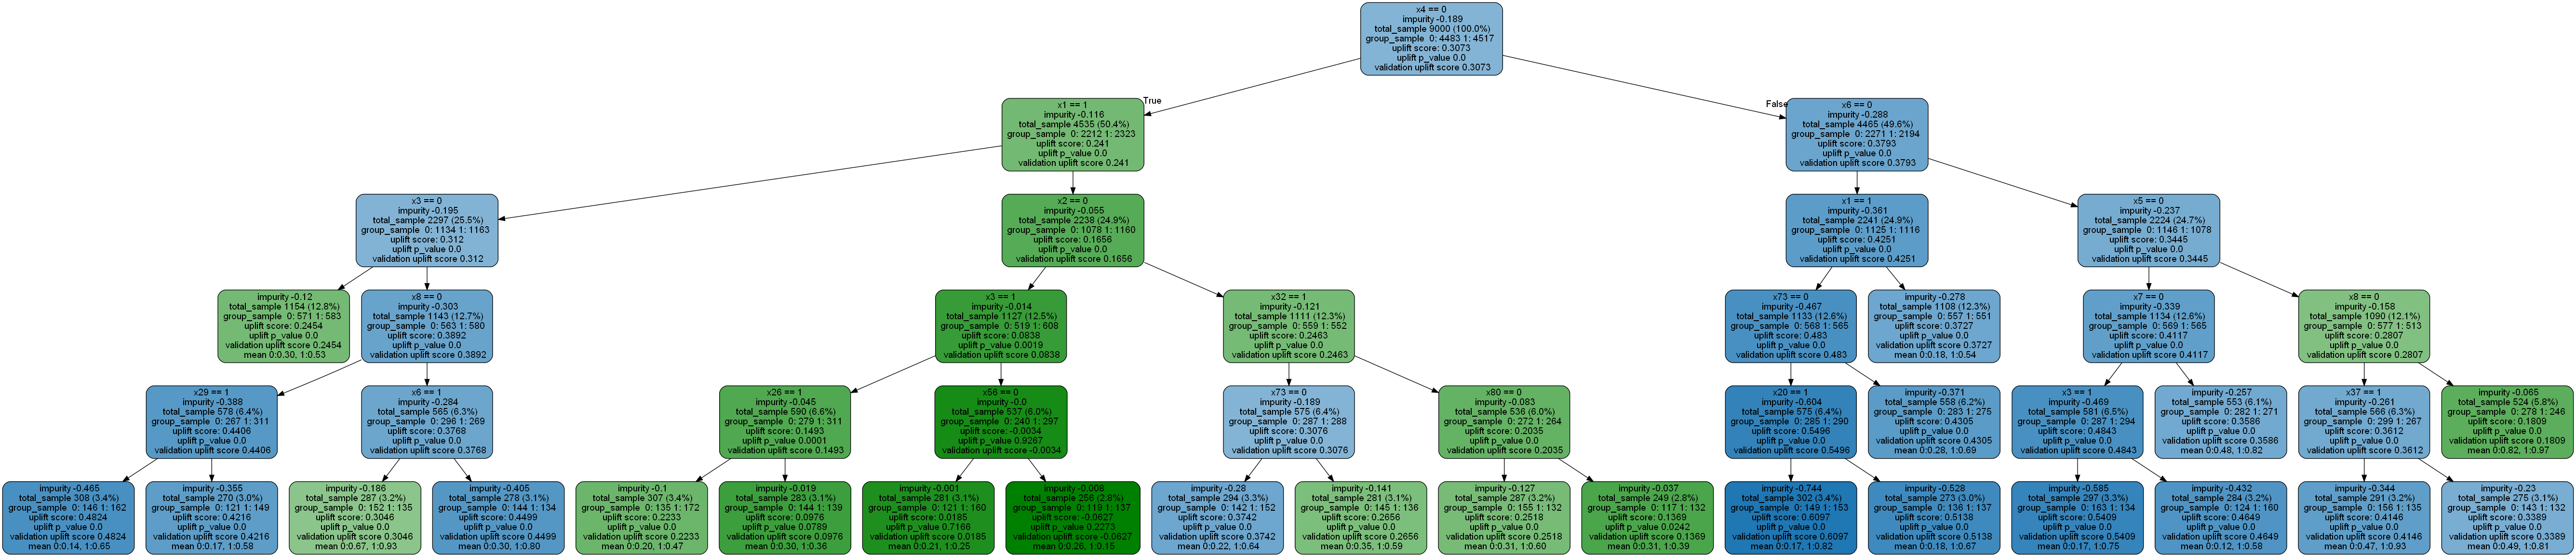 x4 == 0
impurity -0.189
total_sample 9000 (100.0%)
group_sample 0: 4483 1: 4517
uplift score: 0.3073
uplift p_value 0.0
validation uplift score 0.3073
True
False
x1 == 1
impurity -0.116
total_sample 4535 (50.4%)
group_sample 0: 2212 1: 2323
uplift score: 0.241
uplift p_value 0.0
validation uplift score 0.241
x6 == 0
impurity -0.288
total_sample 4465 (49.6%)
group_sample 0: 2271 1: 2194
uplift score: 0.3793
uplift p_value 0.0
validation uplift score 0.3793
x3 == 0
impurity -0.195
total_sample 2297 (25.5%)
group_sample 0: 1134 1: 1163
uplift score: 0.312
uplift p_value 0.0
validation uplift score 0.312
x2 == 0
impurity -0.055
total_sample 2238 (24.9%)
group_sample 0: 1078 1: 1160
uplift score: 0.1656
uplift p_value 0.0
validation uplift score 0.1656
x1 == 1
impurity -0.361
total_sample 2241 (24.9%)
group_sample 0: 1125 1: 1116
uplift score: 0.4251
uplift p_value 0.0
validation uplift score 0.4251
x5 == 0
impurity -0.237
total_sample 2224 (24.7%)
group_sample 0: 1146 1: 1078
uplift score: 0.3445
uplift p_value 0.0
validation uplift score 0.3445
impurity -0.12
total_sample 1154 (12.8%)
group_sample 0: 571 1: 583
uplift score: 0.2454
uplift p_value 0.0
validation uplift score 0.2454
mean 0:0.30, 1:0.53
x8 == 0
impurity -0.303
total_sample 1143 (12.7%)
group_sample 0: 563 1: 580
uplift score: 0.3892
uplift p_value 0.0
validation uplift score 0.3892
x3 == 1
impurity -0.014
total_sample 1127 (12.5%)
group_sample 0: 519 1: 608
uplift score: 0.0838
uplift p_value 0.0019
validation uplift score 0.0838
x32 == 1
impurity -0.121
total_sample 1111 (12.3%)
group_sample 0: 559 1: 552
uplift score: 0.2463
uplift p_value 0.0
validation uplift score 0.2463
x73 == 0
impurity -0.467
total_sample 1133 (12.6%)
group_sample 0: 568 1: 565
uplift score: 0.483
uplift p_value 0.0
validation uplift score 0.483
impurity -0.278
total_sample 1108 (12.3%)
group_sample 0: 557 1: 551
uplift score: 0.3727
uplift p_value 0.0
validation uplift score 0.3727
mean 0:0.18, 1:0.54
x7 == 0
impurity -0.339
total_sample 1134 (12.6%)
group_sample 0: 569 1: 565
uplift score: 0.4117
uplift p_value 0.0
validation uplift score 0.4117
x8 == 0
impurity -0.158
total_sample 1090 (12.1%)
group_sample 0: 577 1: 513
uplift score: 0.2807
uplift p_value 0.0
validation uplift score 0.2807
x29 == 1
impurity -0.388
total_sample 578 (6.4%)
group_sample 0: 267 1: 311
uplift score: 0.4406
uplift p_value 0.0
validation uplift score 0.4406
x6 == 1
impurity -0.284
total_sample 565 (6.3%)
group_sample 0: 296 1: 269
uplift score: 0.3768
uplift p_value 0.0
validation uplift score 0.3768
x26 == 1
impurity -0.045
total_sample 590 (6.6%)
group_sample 0: 279 1: 311
uplift score: 0.1493
uplift p_value 0.0001
validation uplift score 0.1493
x56 == 0
impurity -0.0
total_sample 537 (6.0%)
group_sample 0: 240 1: 297
uplift score: -0.0034
uplift p_value 0.9267
validation uplift score -0.0034
x73 == 0
impurity -0.189
total_sample 575 (6.4%)
group_sample 0: 287 1: 288
uplift score: 0.3076
uplift p_value 0.0
validation uplift score 0.3076
x80 == 0
impurity -0.083
total_sample 536 (6.0%)
group_sample 0: 272 1: 264
uplift score: 0.2035
uplift p_value 0.0
validation uplift score 0.2035
x20 == 1
impurity -0.604
total_sample 575 (6.4%)
group_sample 0: 285 1: 290
uplift score: 0.5496
uplift p_value 0.0
validation uplift score 0.5496
impurity -0.371
total_sample 558 (6.2%)
group_sample 0: 283 1: 275
uplift score: 0.4305
uplift p_value 0.0
validation uplift score 0.4305
mean 0:0.28, 1:0.69
x3 == 1
impurity -0.469
total_sample 581 (6.5%)
group_sample 0: 287 1: 294
uplift score: 0.4843
uplift p_value 0.0
validation uplift score 0.4843
impurity -0.257
total_sample 553 (6.1%)
group_sample 0: 282 1: 271
uplift score: 0.3586
uplift p_value 0.0
validation uplift score 0.3586
mean 0:0.48, 1:0.82
x37 == 1
impurity -0.261
total_sample 566 (6.3%)
group_sample 0: 299 1: 267
uplift score: 0.3612
uplift p_value 0.0
validation uplift score 0.3612
impurity -0.065
total_sample 524 (5.8%)
group_sample 0: 278 1: 246
uplift score: 0.1809
uplift p_value 0.0
validation uplift score 0.1809
mean 0:0.82, 1:0.97
impurity -0.465
total_sample 308 (3.4%)
group_sample 0: 146 1: 162
uplift score: 0.4824
uplift p_value 0.0
validation uplift score 0.4824
mean 0:0.14, 1:0.65
impurity -0.355
total_sample 270 (3.0%)
group_sample 0: 121 1: 149
uplift score: 0.4216
uplift p_value 0.0
validation uplift score 0.4216
mean 0:0.17, 1:0.58
impurity -0.186
total_sample 287 (3.2%)
group_sample 0: 152 1: 135
uplift score: 0.3046
uplift p_value 0.0
validation uplift score 0.3046
mean 0:0.67, 1:0.93
impurity -0.405
total_sample 278 (3.1%)
group_sample 0: 144 1: 134
uplift score: 0.4499
uplift p_value 0.0
validation uplift score 0.4499
mean 0:0.30, 1:0.80
impurity -0.1
total_sample 307 (3.4%)
group_sample 0: 135 1: 172
uplift score: 0.2233
uplift p_value 0.0
validation uplift score 0.2233
mean 0:0.20, 1:0.47
impurity -0.019
total_sample 283 (3.1%)
group_sample 0: 144 1: 139
uplift score: 0.0976
uplift p_value 0.0789
validation uplift score 0.0976
mean 0:0.30, 1:0.36
impurity -0.001
total_sample 281 (3.1%)
group_sample 0: 121 1: 160
uplift score: 0.0185
uplift p_value 0.7166
validation uplift score 0.0185
mean 0:0.21, 1:0.25
impurity -0.008
total_sample 256 (2.8%)
group_sample 0: 119 1: 137
uplift score: -0.0627
uplift p_value 0.2273
validation uplift score -0.0627
mean 0:0.26, 1:0.15
impurity -0.28
total_sample 294 (3.3%)
group_sample 0: 142 1: 152
uplift score: 0.3742
uplift p_value 0.0
validation uplift score 0.3742
mean 0:0.22, 1:0.64
impurity -0.141
total_sample 281 (3.1%)
group_sample 0: 145 1: 136
uplift score: 0.2656
uplift p_value 0.0
validation uplift score 0.2656
mean 0:0.35, 1:0.59
impurity -0.127
total_sample 287 (3.2%)
group_sample 0: 155 1: 132
uplift score: 0.2518
uplift p_value 0.0
validation uplift score 0.2518
mean 0:0.31, 1:0.60
impurity -0.037
total_sample 249 (2.8%)
group_sample 0: 117 1: 132
uplift score: 0.1369
uplift p_value 0.0242
validation uplift score 0.1369
mean 0:0.31, 1:0.39
impurity -0.744
total_sample 302 (3.4%)
group_sample 0: 149 1: 153
uplift score: 0.6097
uplift p_value 0.0
validation uplift score 0.6097
mean 0:0.17, 1:0.82
impurity -0.528
total_sample 273 (3.0%)
group_sample 0: 136 1: 137
uplift score: 0.5138
uplift p_value 0.0
validation uplift score 0.5138
mean 0:0.18, 1:0.67
impurity -0.585
total_sample 297 (3.3%)
group_sample 0: 163 1: 134
uplift score: 0.5409
uplift p_value 0.0
validation uplift score 0.5409
mean 0:0.17, 1:0.75
impurity -0.432
total_sample 284 (3.2%)
group_sample 0: 124 1: 160
uplift score: 0.4649
uplift p_value 0.0
validation uplift score 0.4649
mean 0:0.12, 1:0.58
impurity -0.344
total_sample 291 (3.2%)
group_sample 0: 156 1: 135
uplift score: 0.4146
uplift p_value 0.0
validation uplift score 0.4146
mean 0:0.47, 1:0.93
impurity -0.23
total_sample 275 (3.1%)
group_sample 0: 143 1: 132
uplift score: 0.3389
uplift p_value 0.0
validation uplift score 0.3389
mean 0:0.49, 1:0.81